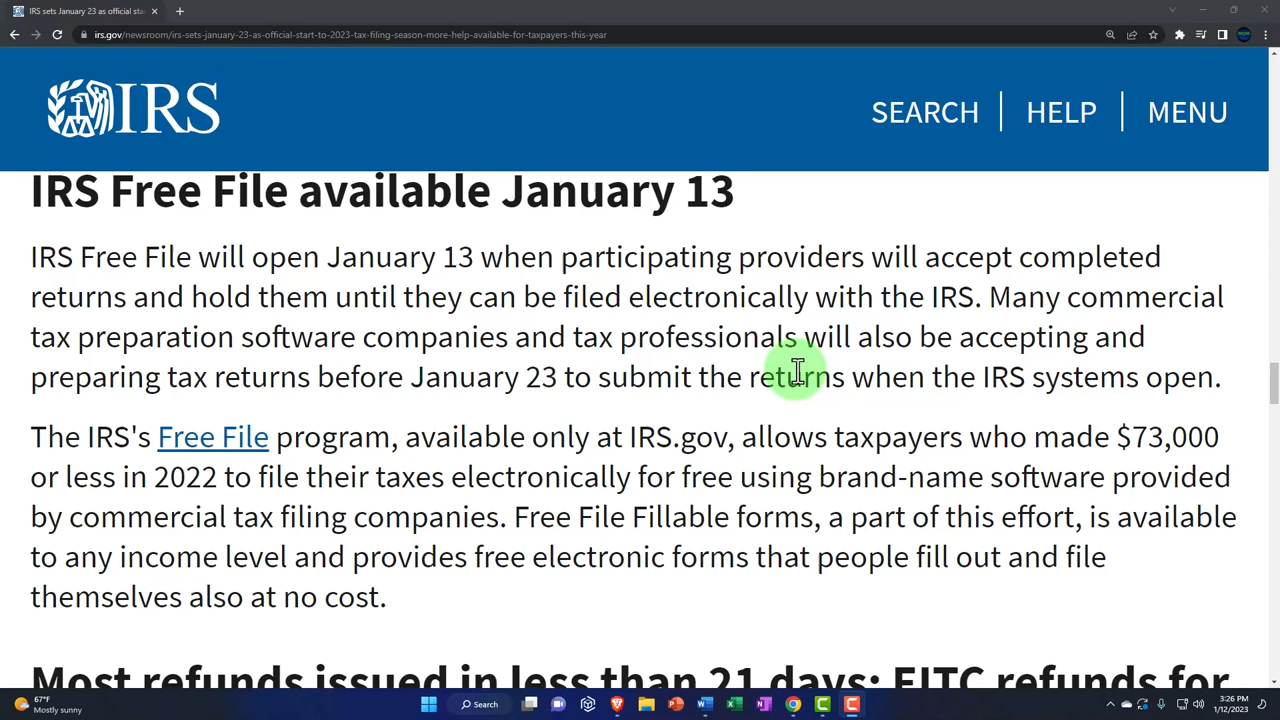 IRS sets January 23 as official sta
irs.gov/newsroom/irs-sets-january-23-as-official-start-to-2023-tax-filing-season-more-help-available-for-taxpayers-this-year
IRS
SEARCH HELP MENU
IRS Free File available January 13
IRS Free File will open January 13 when participating providers will accept completed
returns and hold them until they can be filed electronically with the IRS. Many commercial
tax preparation software companies and tax professionals will also be accepting and
preparing tax returns before January 23 to submit the returns when the IRS systems open.
The IRS's Free File program, available only at IRS.gov, allows taxpayers who made $73,000
or less in 2022 to file their taxes electronically for free using brand-name software provided
by commercial tax filing companies. Free File Fillable forms, a part of this effort, is available
to any income level and provides free electronic forms that people fill out and file
themselves also at no cost.
Most refunds issued in less than 21 days; EITC refunds for
67°F
Mostly sunny
Search
3:26 PM
1/12/2023